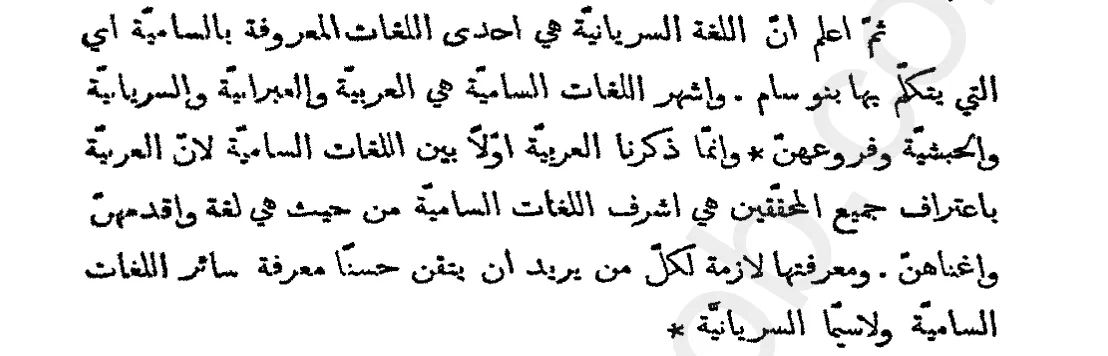 ثمّ اعلم انّ اللغة السريانيّة هي احدى اللغات المعروفة بالساميّة اي
التي يتكلّم بها بنو سام . واشهر اللغات الساميّة هي العربيّة والعبرانيّة والسريانيّة
والحبشيّة وفروعهنّ * وانمّا ذكرنا العربيّة اوّلاً بين اللغات الساميّة لانّ العربيّة
باعتراف جميع المحقّقين هي اشرف اللغات الساميّة من حيث هي لغة واقدمهنّ
واغناهنّ . ومعرفتها لازمة لكلّ من يريد ان يتقن حسنًا معرفة سائر اللغات
الساميّة ولاسيّما السريانيّة *